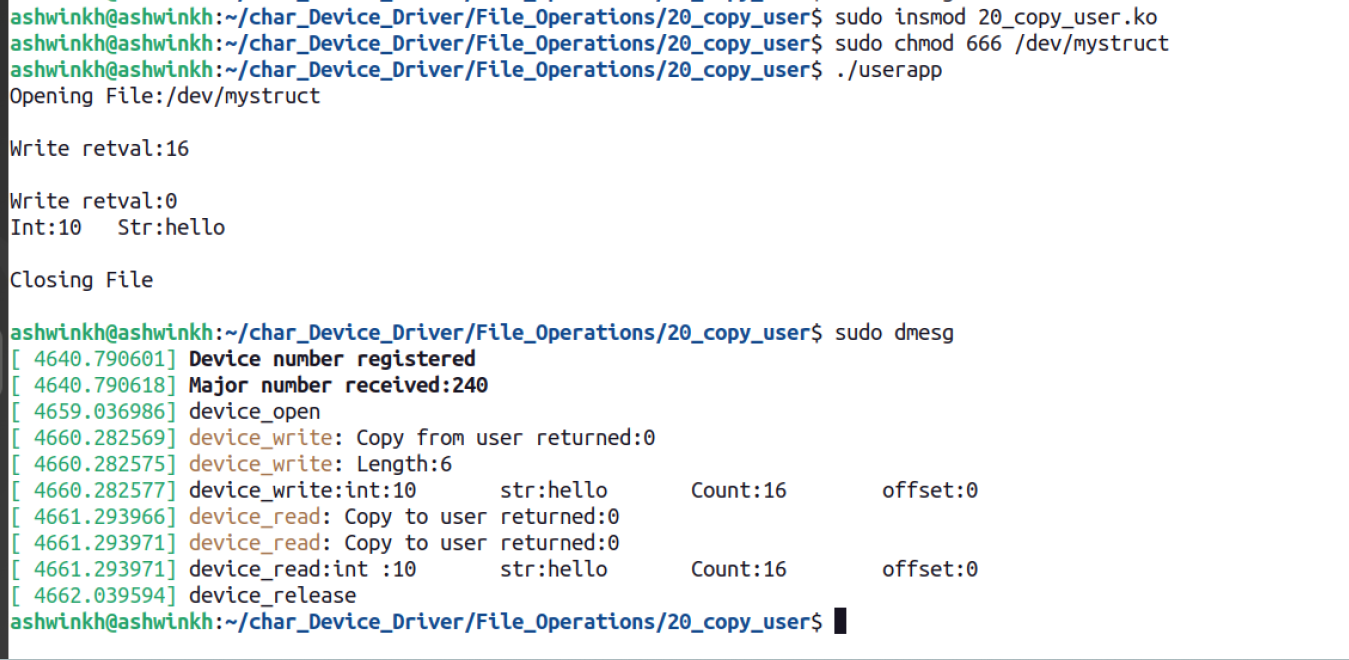 ashwinkh@ashwinkh:~/char_Device_Driver/File_Operations/20_copy_user$ sudo insmod 20_copy_user.ko
ashwinkh@ashwinkh:~/char_Device_Driver/File_Operations/20_copy_user$ sudo chmod 666 /dev/mystruct
ashwinkh@ashwinkh:~/char_Device_Driver/File_Operations/20_copy_user$ ./userapp
Opening File:/dev/mystruct
Write retval:16
Write retval:0
Int:10   Str:hello
Closing File
ashwinkh@ashwinkh:~/char_Device_Driver/File_Operations/20_copy_user$ sudo dmesg
[ 4640.790601] Device number registered
[ 4640.790618] Major number received:240
[ 4659.036986] device_open
[ 4660.282569] device_write: Copy from user returned:0
[ 4660.282575] device_write: Length:6
[ 4660.282577] device_write:int:10       str:hello       Count:16        offset:0
[ 4661.293966] device_read: Copy to user returned:0
[ 4661.293971] device_read: Copy to user returned:0
[ 4661.293971] device_read:int :10       str:hello       Count:16        offset:0
[ 4662.039594] device_release
ashwinkh@ashwinkh:~/char_Device_Driver/File_Operations/20_copy_user$